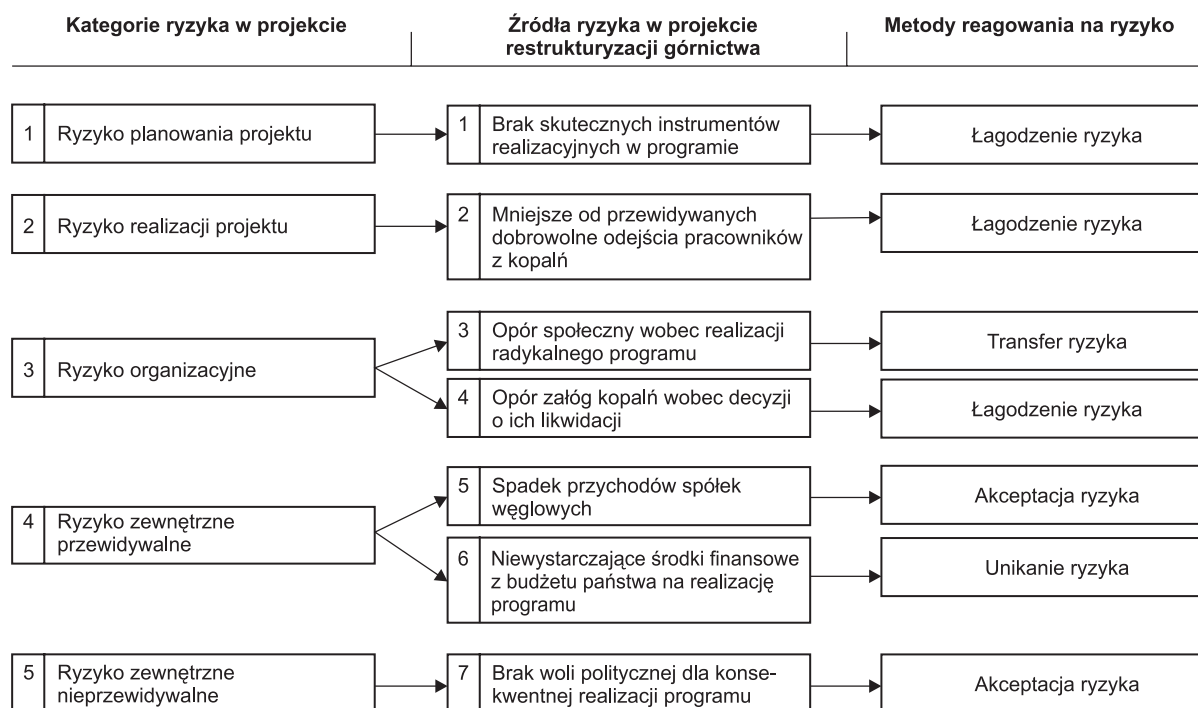 Kategorie ryzyka w projekcie
Źródła ryzyka w projekcie
restrukturyzacji górnictwa
Metody reagowania na ryzyko
1 Ryzyko planowania projektu
1 Brak skutecznych instrumentów
realizacyjnych w programie
Łagodzenie ryzyka
2 Ryzyko realizacji projektu
2 Mniejsze od przewidywanych
dobrowolne odejścia pracowników
z kopalń
Łagodzenie ryzyka
3 Ryzyko organizacyjne
3 Opór społeczny wobec realizacji
radykalnego programu
Transfer ryzyka
4 Opór załóg kopalń wobec decyzji
o ich likwidacji
Łagodzenie ryzyka
4 Ryzyko zewnętrzne
przewidywalne
5 Spadek przychodów spółek
węglowych
Akceptacja ryzyka
6 Niewystarczające środki finansowe
z budżetu państwa na realizację
programu
Unikanie ryzyka
5 Ryzyko zewnętrzne
nieprzewidywalne
7 Brak woli politycznej dla konse-
kwentnej realizacji programu
Akceptacja ryzyka